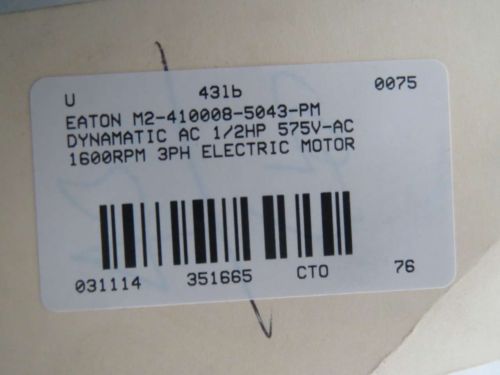 U 431b 0075
EATON M2-410008-5043-PM
DYNAMATIC AC 1/2HP 575V-AC
1600RPM 3PH ELECTRIC MOTOR
031114 351665 CTO 76